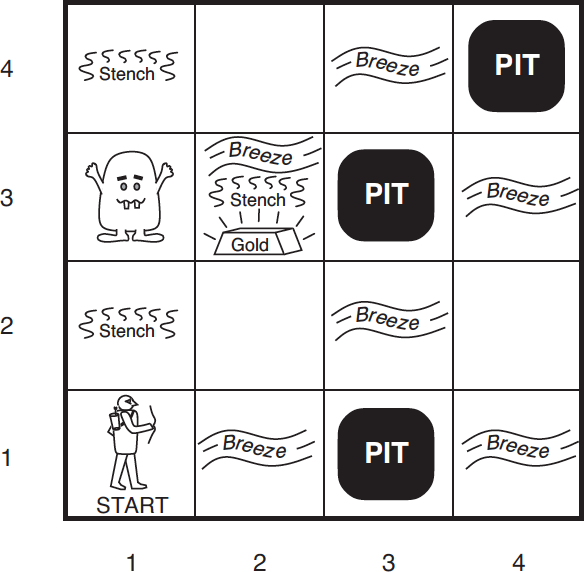 4
Stench
Breeze
PIT
3
Breeze
Stench
Gold
PIT
Breeze
2
Stench
Breeze
1
START
Breeze
PIT
Breeze
1 2 3 4